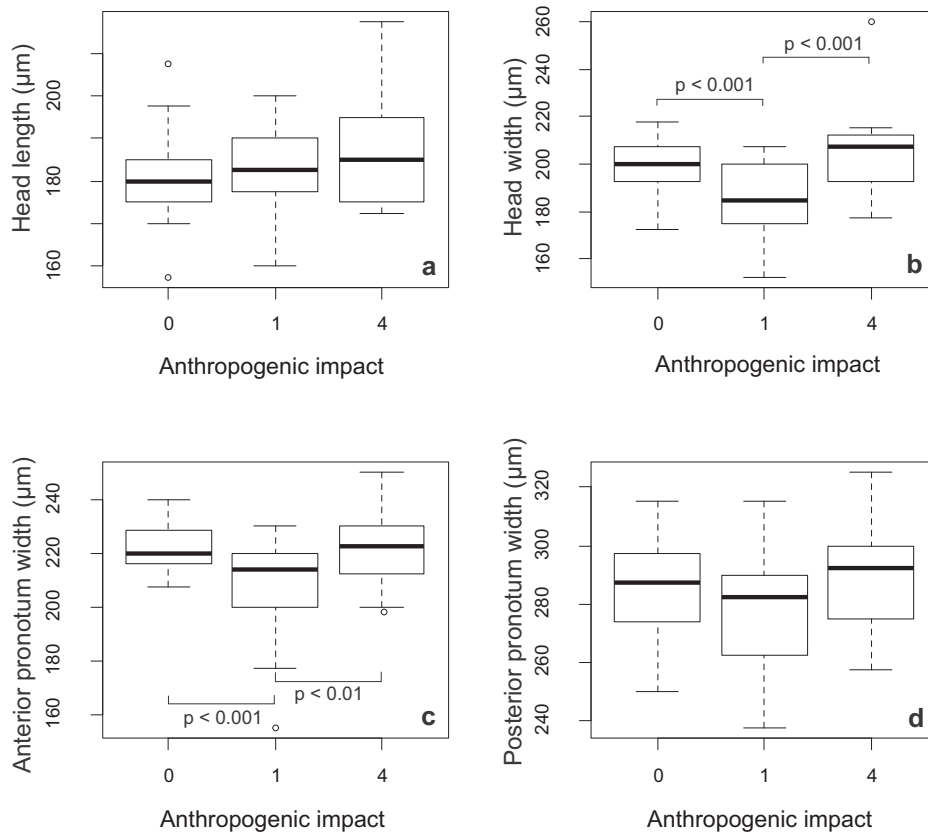 Head length (µm)
200
180
160
a
0 1 4
Anthropogenic impact
Head width (µm)
260
240
220
200
180
160
p < 0.001
p < 0.001
b
0 1 4
Anthropogenic impact
Anterior pronotum width (µm)
240
220
200
180
160
p < 0.001
p < 0.01
c
0 1 4
Anthropogenic impact
Posterior pronotum width (µm)
320
300
280
260
240
d
0 1 4
Anthropogenic impact